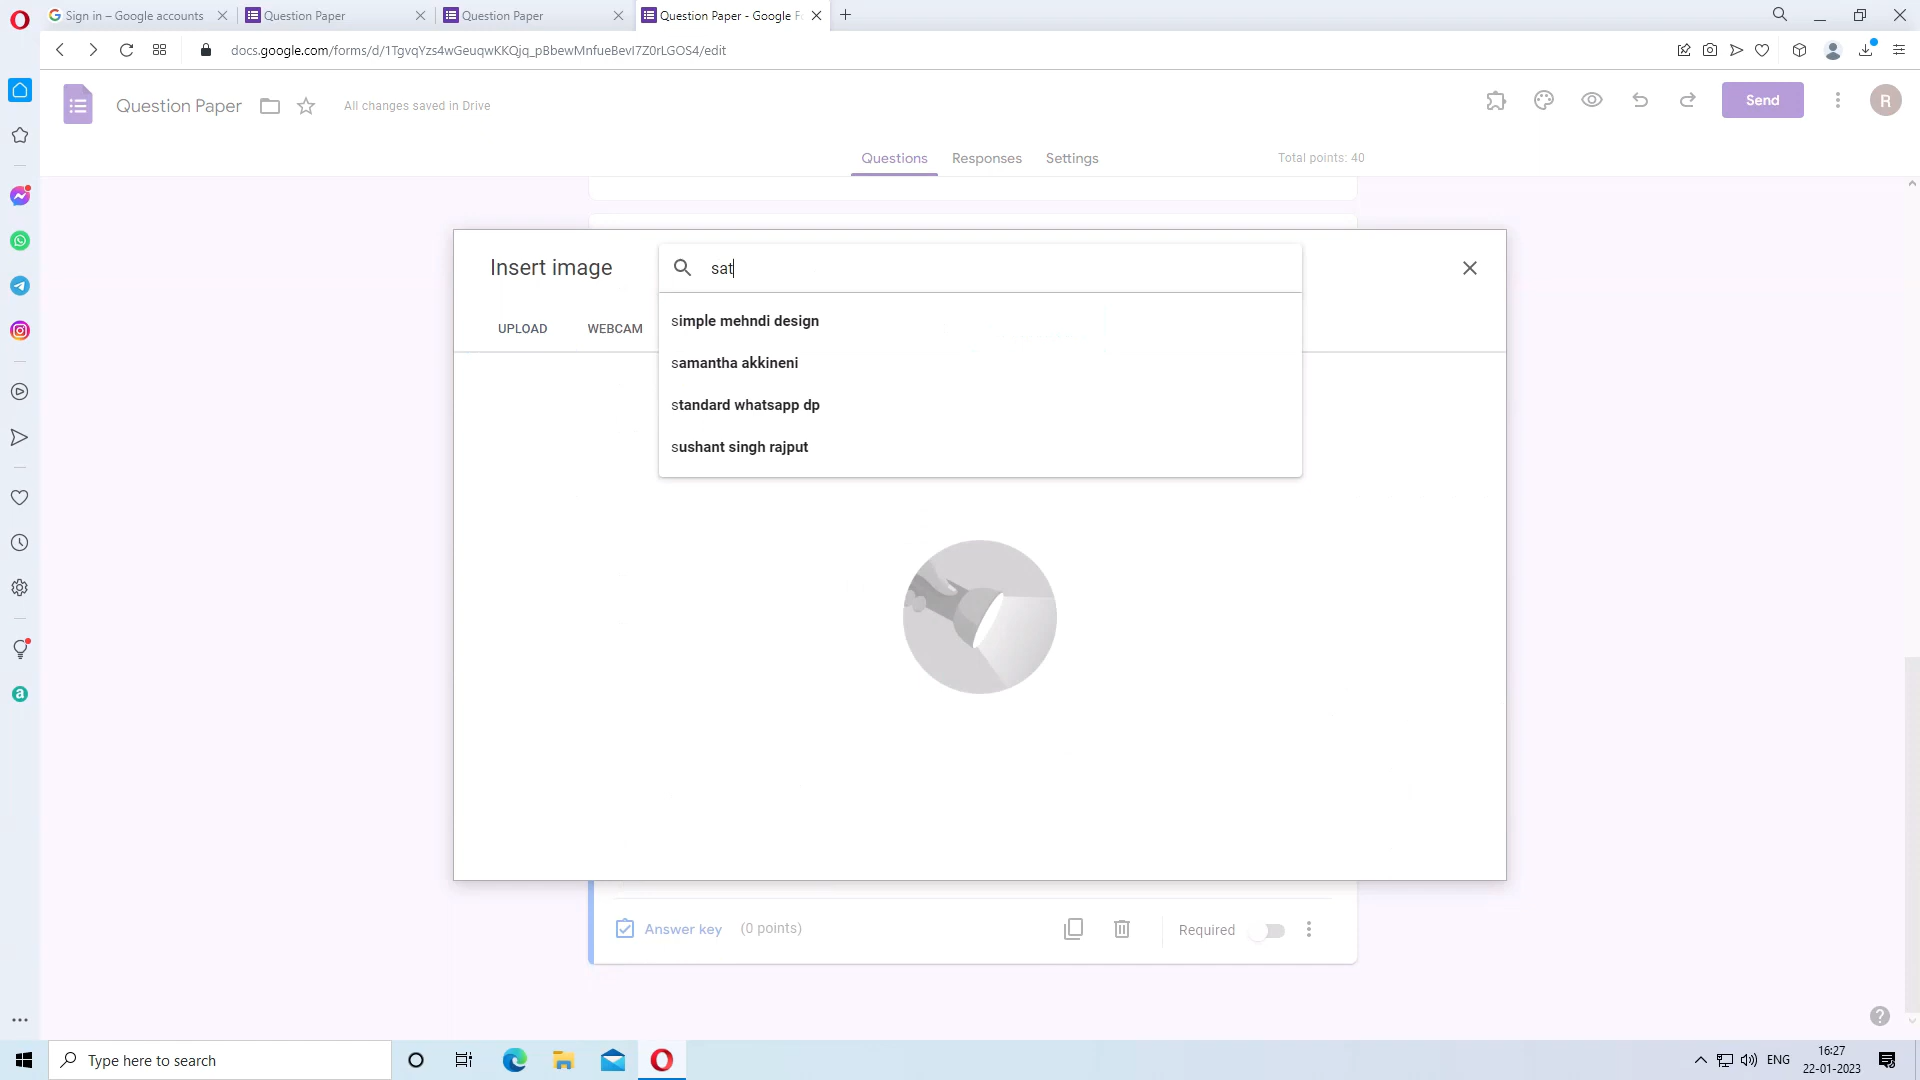 Sign in – Google accounts
Question Paper
Question Paper
Question Paper - Google F
docs.google.com/forms/d/1TgvqYzs4wGeuqwKKQjq_pBbewMnfueBevI7Z0rLGOS4/edit
Question Paper
All changes saved in Drive
Send
R
Questions
Responses
Settings
Total points: 40
Insert image
sat
UPLOAD
WEBCAM
simple mehndi design
samantha akkineni
standard whatsapp dp
sushant singh rajput
Answer key
(0 points)
Required
Type here to search
ENG
16:27
22-01-2023